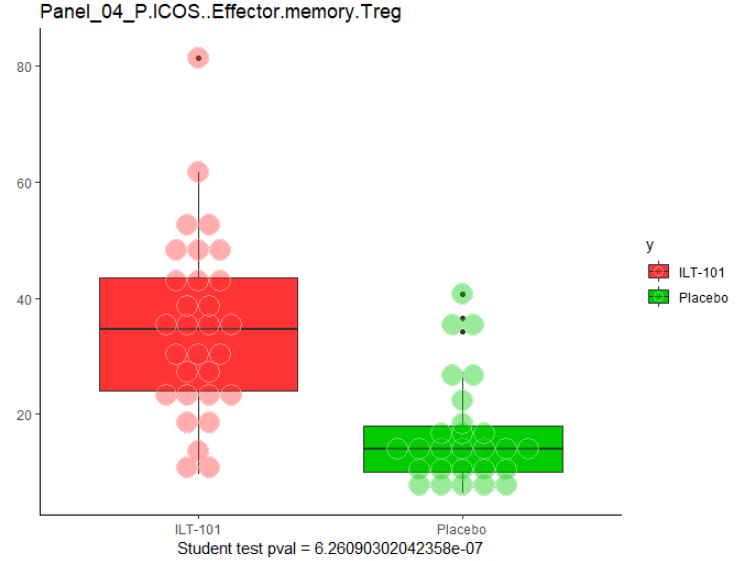 Panel_04_P.ICOS..Effector.memory.Treg
80
60
40
20
ILT-101
Placebo
Student test pval = 6.26090302042358e-07
y
ILT-101
Placebo